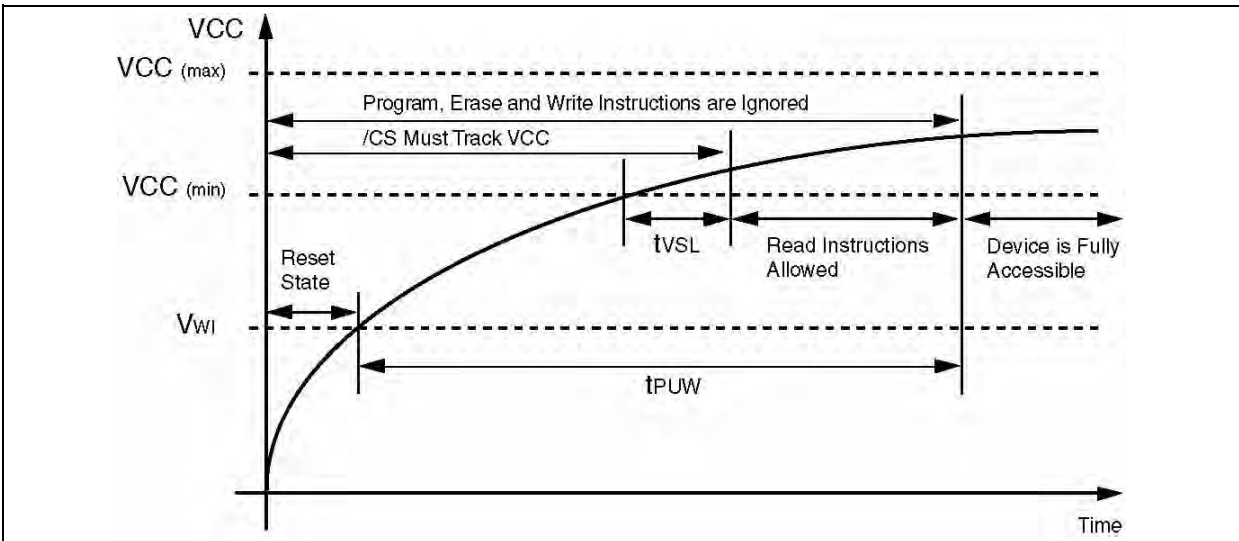 VCC
VCC (max)
Program, Erase and Write Instructions are Ignored
/CS Must Track VCC
VCC (min)
tVSL
Read Instructions
Allowed
Device is Fully
Accessible
Reset
State
VWI
tPUW
Time